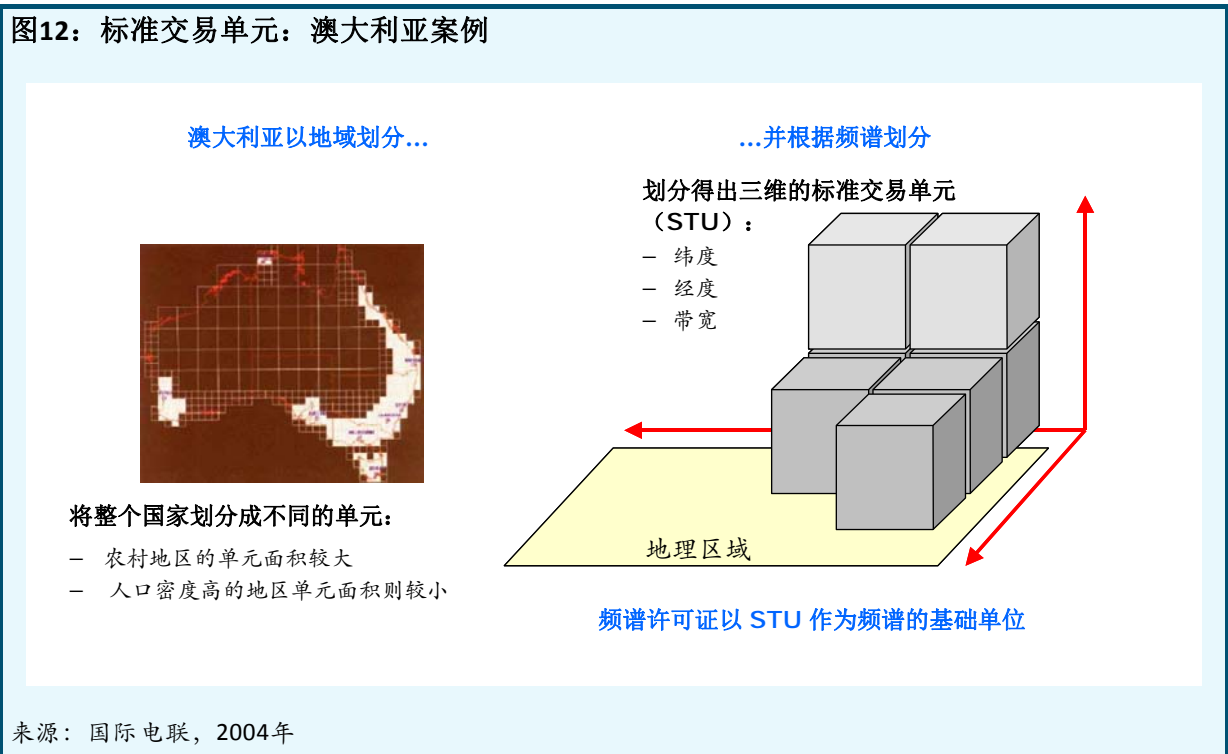 图12：标准交易单元：澳大利亚案例
澳大利亚以地域划分...
将整个国家划分成不同的单元：
– 农村地区的单元面积较大
– 人口密度高的地区单元面积则较小
...并根据频谱划分
划分得出三维的标准交易单元
（STU）：
– 纬度
– 经度
– 带宽
地理区域
频谱许可证以 STU 作为频谱的基础单位
来源：国际电联，2004年